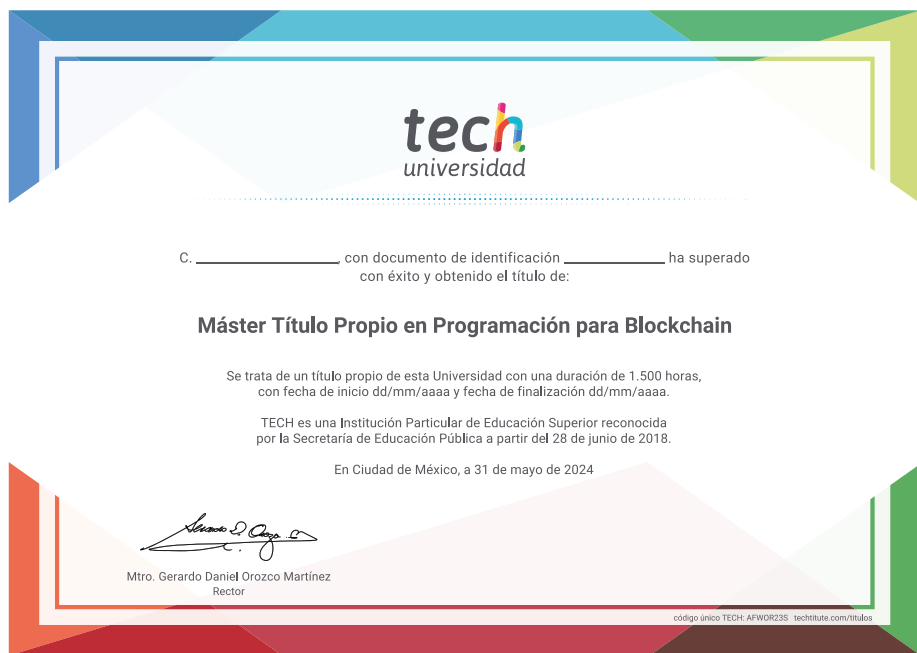 tech
universidad
C. ____________, con documento de identificación ____________ ha superado
con éxito y obtenido el título de:
Máster Título Propio en Programación para Blockchain
Se trata de un título propio de esta Universidad con una duración de 1.500 horas,
con fecha de inicio dd/mm/aaaa y fecha de finalización dd/mm/aaaa.
TECH es una Institución Particular de Educación Superior reconocida
por la Secretaría de Educación Pública a partir del 28 de junio de 2018.
En Ciudad de México, a 31 de mayo de 2024
Mtro. Gerardo Daniel Orozco Martínez
Rector
código único TECH: AFWOR23S techtitute.com/titulos